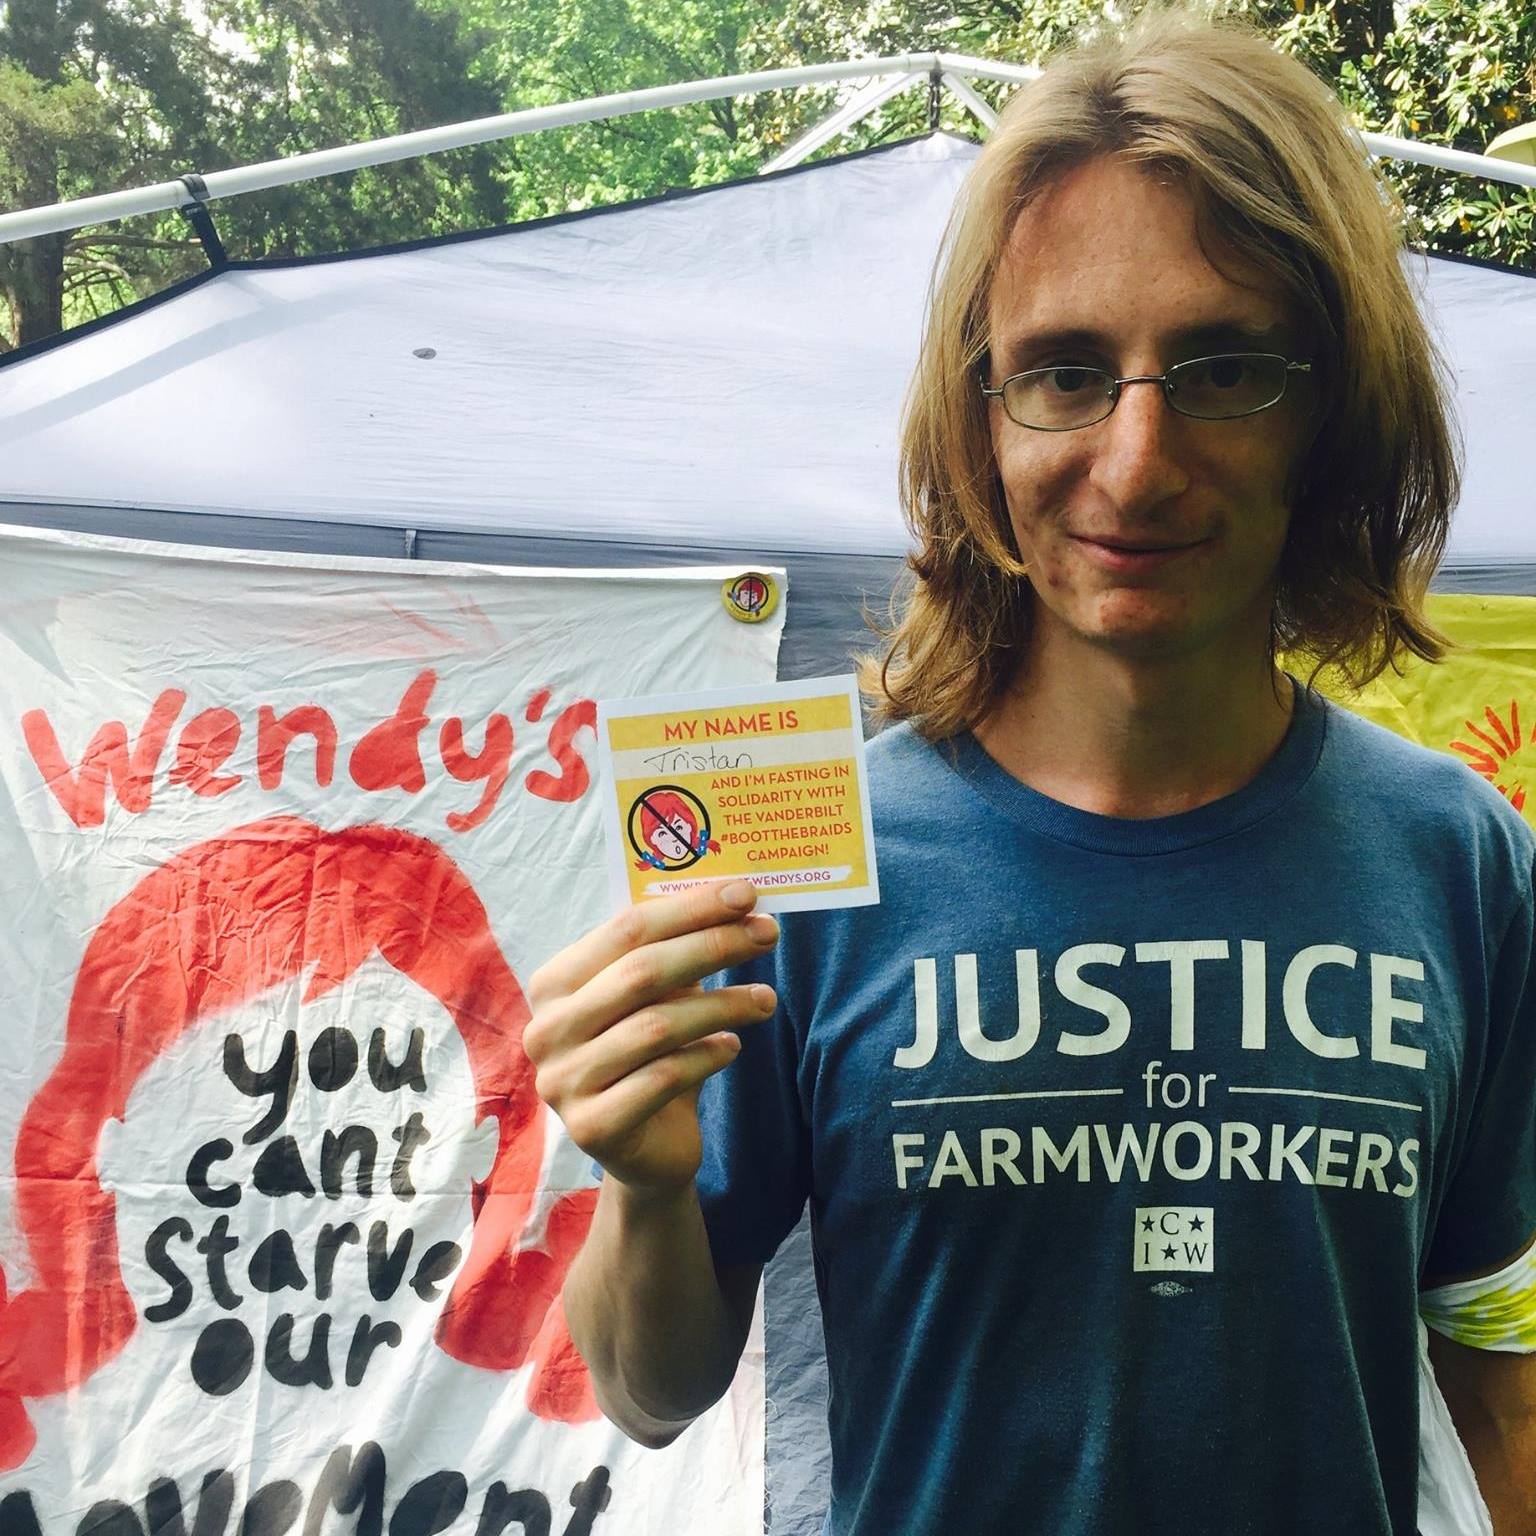 Wendy's
you
cant
starve
our
movement
MY NAME IS
Tristan
AND I'M FASTING IN
SOLIDARITY WITH
THE VANDERBILT
#BOOTTHEBRAIDS
CAMPAIGN!
JUSTICE
for
FARMWORKERS
★C★
I★W